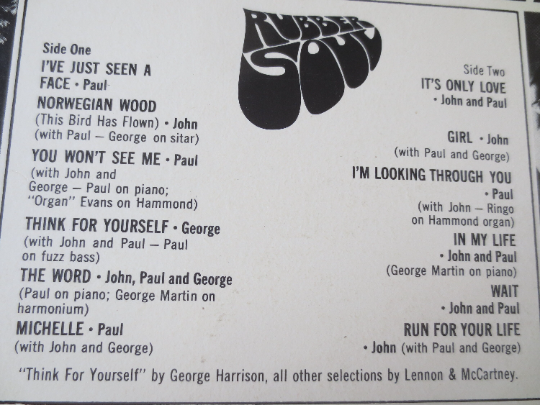 RUBBER
SOUL
Side One
I'VE JUST SEEN A
FACE • Paul
NORWEGIAN WOOD
(This Bird Has Flown) • John
(with Paul — George on sitar)
YOU WON'T SEE ME • Paul
(with John and
George – Paul on piano;
"Organ" Evans on Hammond)
THINK FOR YOURSELF • George
(with John and Paul – Paul
on fuzz bass)
THE WORD • John, Paul and George
(Paul on piano; George Martin on
harmonium)
MICHELLE • Paul
(with John and George)
Side Two
IT'S ONLY LOVE
• John and Paul
GIRL • John
(with Paul and George)
I'M LOOKING THROUGH YOU
• Paul
(with John – Ringo
on Hammond organ)
IN MY LIFE
• John and Paul
(George Martin on piano)
WAIT
• John and Paul
RUN FOR YOUR LIFE
• John (with Paul and George)
"Think For Yourself" by George Harrison, all other selections by Lennon & McCartney.